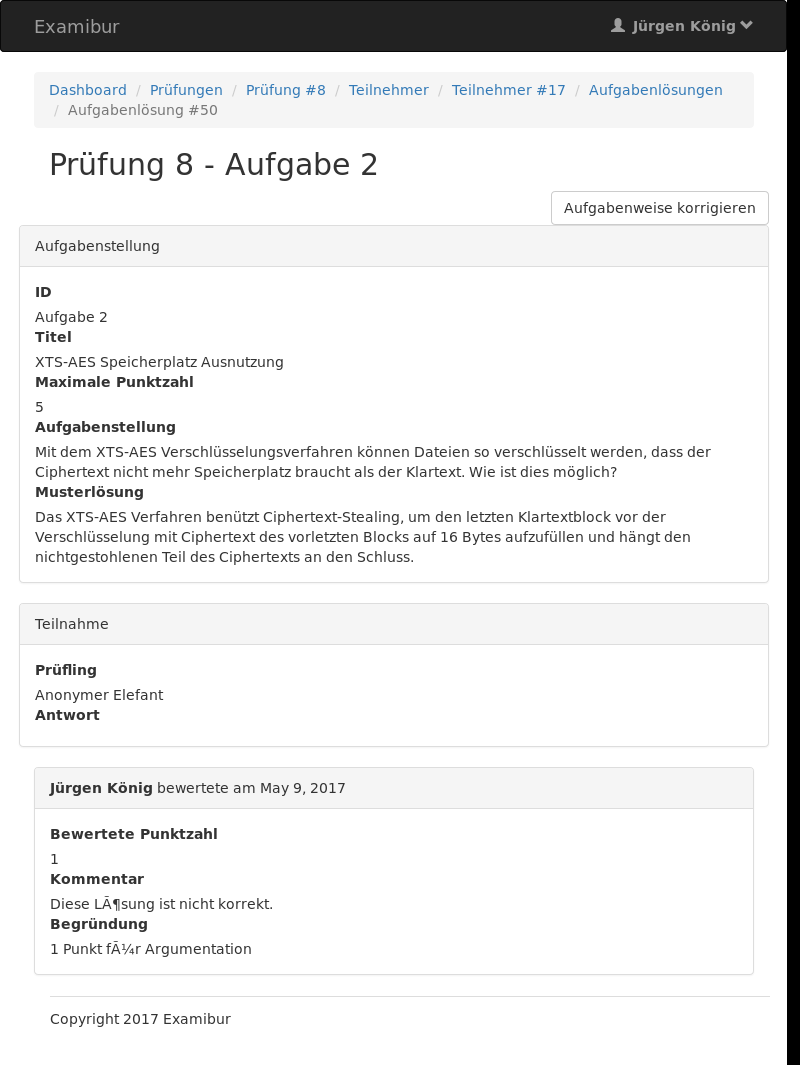 Examibur
Jürgen König
Dashboard / Prüfungen / Prüfung #8 / Teilnehmer / Teilnehmer #17 / Aufgabenlösungen
/ Aufgabenlösung #50
Prüfung 8 - Aufgabe 2
Aufgabenweise korrigieren
Aufgabenstellung
ID
Aufgabe 2
Titel
XTS-AES Speicherplatz Ausnutzung
Maximale Punktzahl
5
Aufgabenstellung
Mit dem XTS-AES Verschlüsselungsverfahren können Dateien so verschlüsselt werden, dass der
Ciphertext nicht mehr Speicherplatz braucht als der Klartext. Wie ist dies möglich?
Musterlösung
Das XTS-AES Verfahren benützt Ciphertext-Stealing, um den letzten Klartextblock vor der
Verschlüsselung mit Ciphertext des vorletzten Blocks auf 16 Bytes aufzufüllen und hängt den
nichtgestohlenen Teil des Ciphertexts an den Schluss.
Teilnahme
Prüfling
Anonymer Elefant
Antwort
Jürgen König bewertete am May 9, 2017
Bewertete Punktzahl
1
Kommentar
Diese LÃ¶sung ist nicht korrekt.
Begründung
1 Punkt fÃ¼r Argumentation
Copyright 2017 Examibur